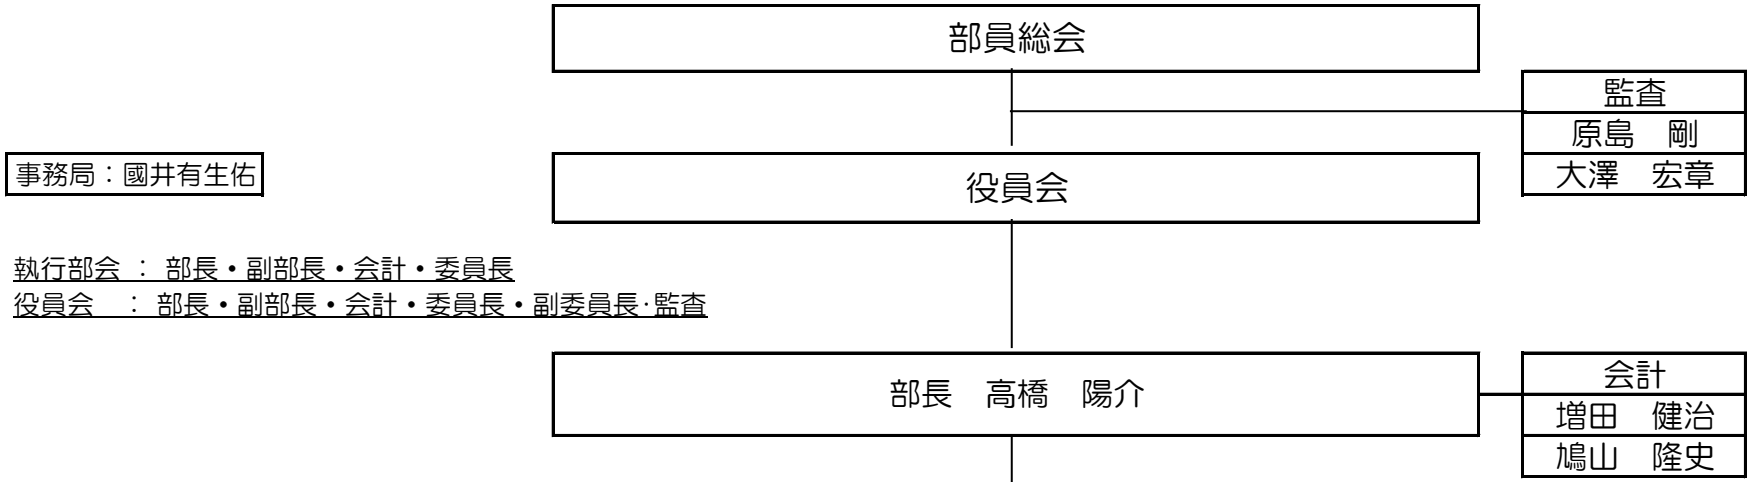 部員総会
監査
原島　剛
大澤　宏章
事務局：國井有生佑
役員会
執行部会 ： 部長・副部長・会計・委員長
役員会　： 部長・副部長・会計・委員長・副委員長･監査
部長　高橋　陽介
会計
増田　健治
鳩山　隆史